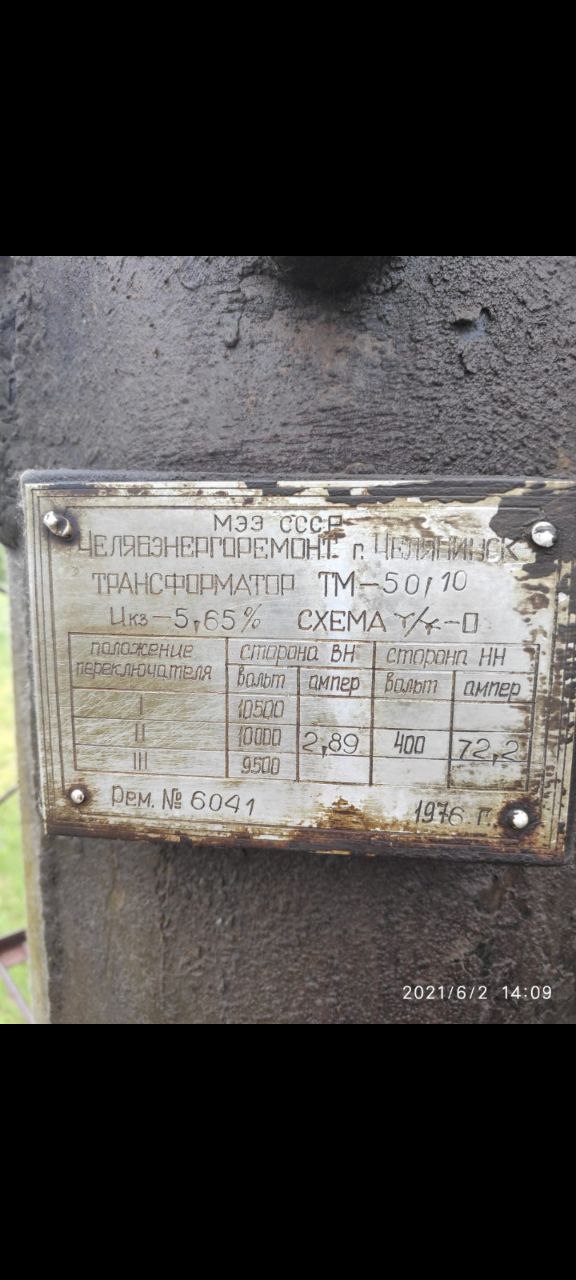 МЭЭ СССР
ЧЕЛЯБЭНЕРГОРЕМОНТ г. ЧЕЛЯБИНСК
ТРАНСФОРМАТОР ТМ-50/10
Uкз-5,65% СХЕМА Y/Y-0
положение переключателя
сторона ВН
сторона НН
вольт ампер вольт ампер
I 10500
II 10000 2,89 400 72,2
III 9500
Рем. № 6041 1976 г.
2021/6/2 14:09